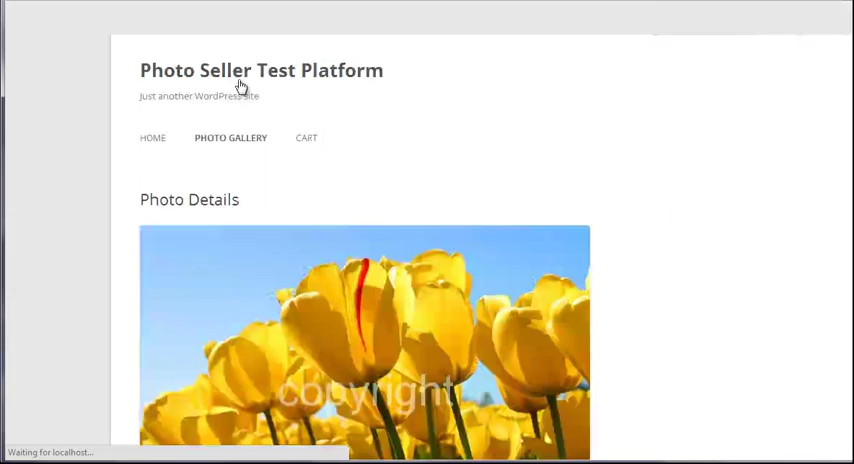 Photo Seller Test Platform
Just another WordPress site
HOME PHOTO GALLERY CART
Photo Details
copyright
Waiting for localhost...